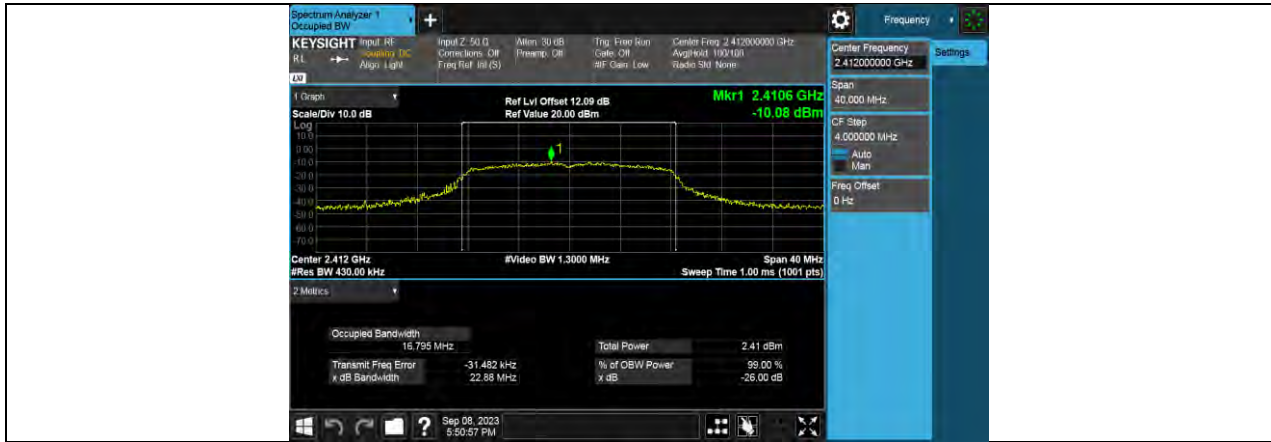 Spectrum Analyzer 1
Occupied BW
+
Frequency
KEYSIGHT Input: RF
R L
Coupling: DC
Align: Light
Input Z: 50 Ω
Corrections: Off
Freq Ref: Int (S)
Atten: 30 dB
Preamp: Off
Trig: Free Run
Gate: Off
#IF Gain: Low
Center Freq: 2.412000000 GHz
Avg|Hold: 100/100
Radio Std: None
LXI
Center Frequency
2.412000000 GHz
Settings
Span
40.000 MHz
CF Step
4.000000 MHz
Auto
Man
Freq Offset
0 Hz
1 Graph
Scale/Div 10.0 dB
Ref Lvl Offset 12.09 dB
Ref Value 20.00 dBm
Mkr1 2.4106 GHz
-10.08 dBm
Log
10.0
0.00
-10.0
-20.0
-30.0
-40.0
-50.0
-60.0
-70.0
1
Center 2.412 GHz
#Res BW 430.00 kHz
#Video BW 1.3000 MHz
Span 40 MHz
Sweep Time 1.00 ms (1001 pts)
2 Metrics
Occupied Bandwidth
16.795 MHz
Total Power 2.41 dBm
Transmit Freq Error -31.482 kHz
% of OBW Power 99.00 %
x dB Bandwidth 22.88 MHz
x dB -26.00 dB
?
Sep 08, 2023
5:50:57 PM